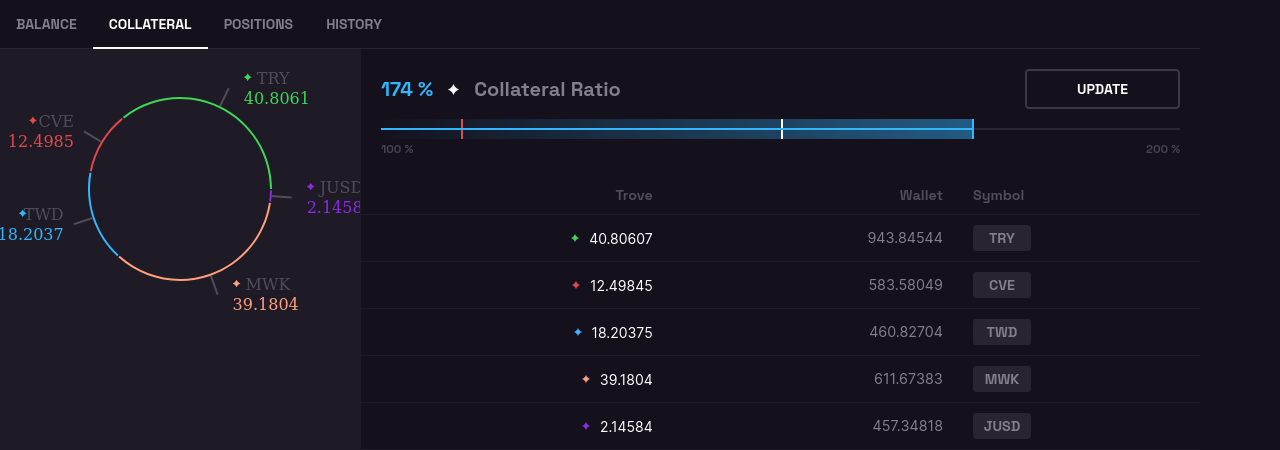 BALANCE COLLATERAL POSITIONS HISTORY
TRY
40.8061
CVE
12.4985
JUSD
2.1458
TWD
18.2037
MWK
39.1804
174 % Collateral Ratio UPDATE
100 % 200 %
Trove Wallet Symbol
40.80607 943.84544 TRY
12.49845 583.58049 CVE
18.20375 460.82704 TWD
39.1804 611.67383 MWK
2.14584 457.34818 JUSD